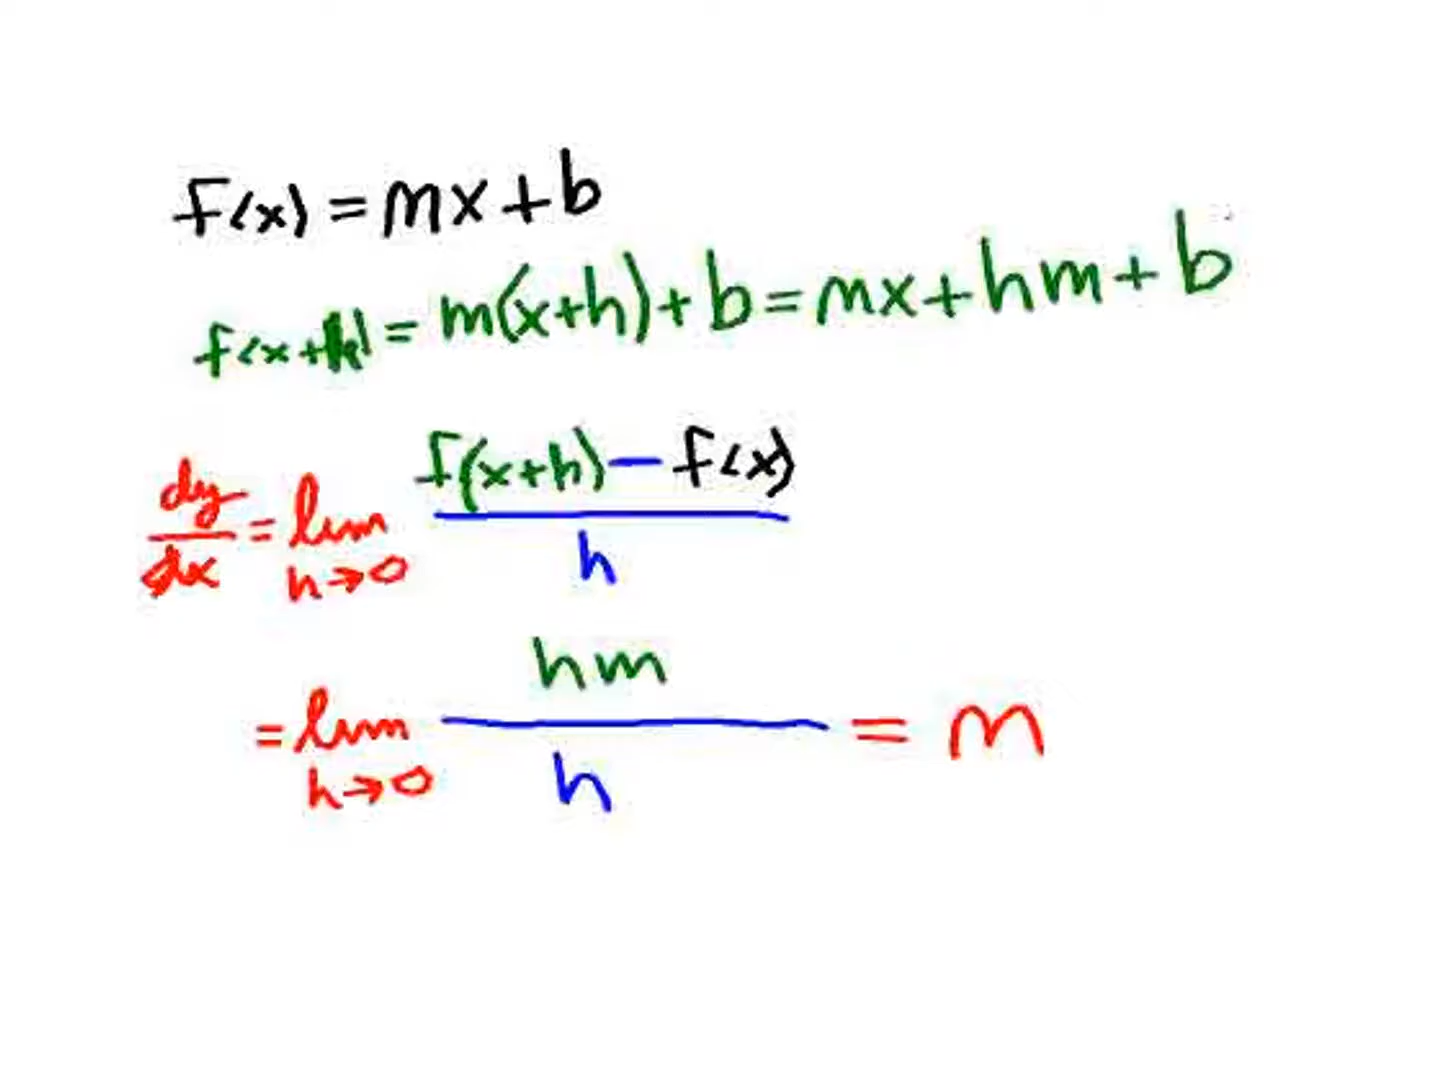 f(x) = mx + b
f(x+h) = m(x+h) + b = mx + hm + b
dy/dx = lim h→0 f(x+h) - f(x) / h
= lim h→0 hm / h = m